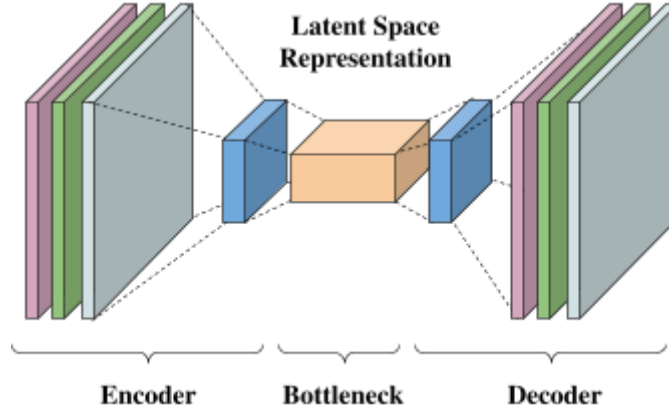 Latent Space
Representation
Encoder
Bottleneck
Decoder